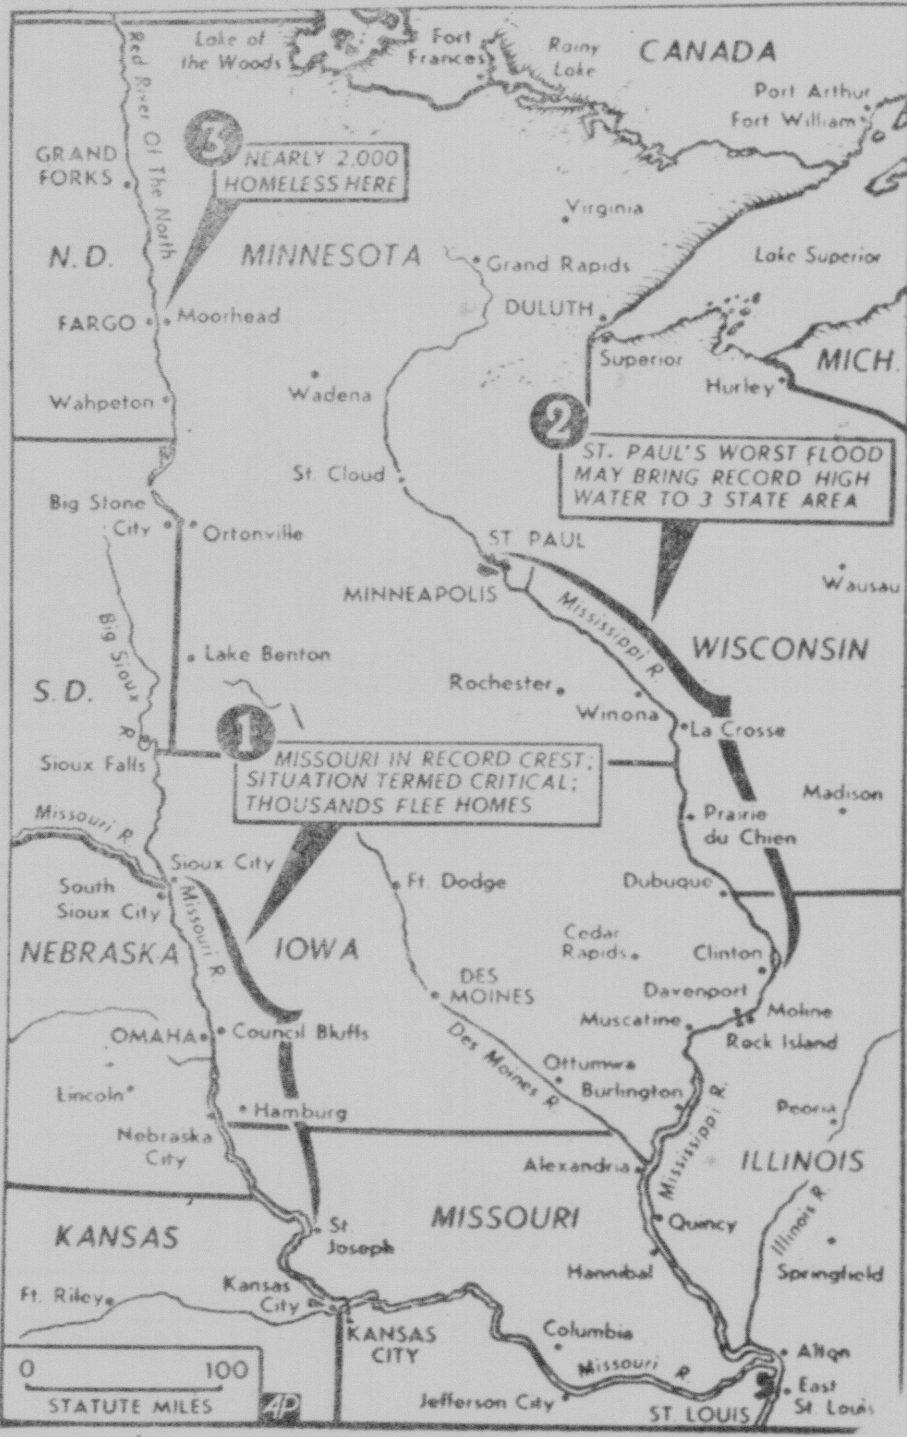 Lake of
the Woods
Fort
Frances
Rainy
Lake
CANADA
Port Arthur
Fort William
Red River Of The North
3
NEARLY 2,000
HOMELESS HERE
GRAND
FORKS
Virginia
N.D.
MINNESOTA
Grand Rapids
Lake Superior
DULUTH
FARGO
Moorhead
Superior
MICH.
Hurley
Wadena
Wahpeton
2
ST. PAUL'S WORST FLOOD
MAY BRING RECORD HIGH
WATER TO 3 STATE AREA
St. Cloud
Big Stone
City
Ortonville
ST. PAUL
MINNEAPOLIS
Wausau
Mississippi R.
WISCONSIN
Big Sioux R.
Lake Benton
S.D.
Rochester
Winona
La Crosse
1
MISSOURI IN RECORD CREST;
SITUATION TERMED CRITICAL;
THOUSANDS FLEE HOMES
Sioux Falls
Madison
Prairie
du Chien
Missouri R.
Sioux City
South
Sioux City
Ft. Dodge
Dubuque
Missouri R.
NEBRASKA
IOWA
Cedar
Rapids
Clinton
DES
MOINES
Davenport
Moline
Muscatine
Rock Island
OMAHA
Council Bluffs
Des Moines R.
Ottumwa
Burlington
Lincoln
Hamburg
Peoria
Mississippi R.
Nebraska
City
Alexandria
ILLINOIS
Illinois R.
MISSOURI
KANSAS
St.
Joseph
Quincy
Hannibal
Springfield
Ft. Riley
Kansas
City
KANSAS
CITY
Columbia
Missouri R.
Alton
Jefferson City
East
St. Louis
ST. LOUIS
0 100
STATUTE MILES
AP